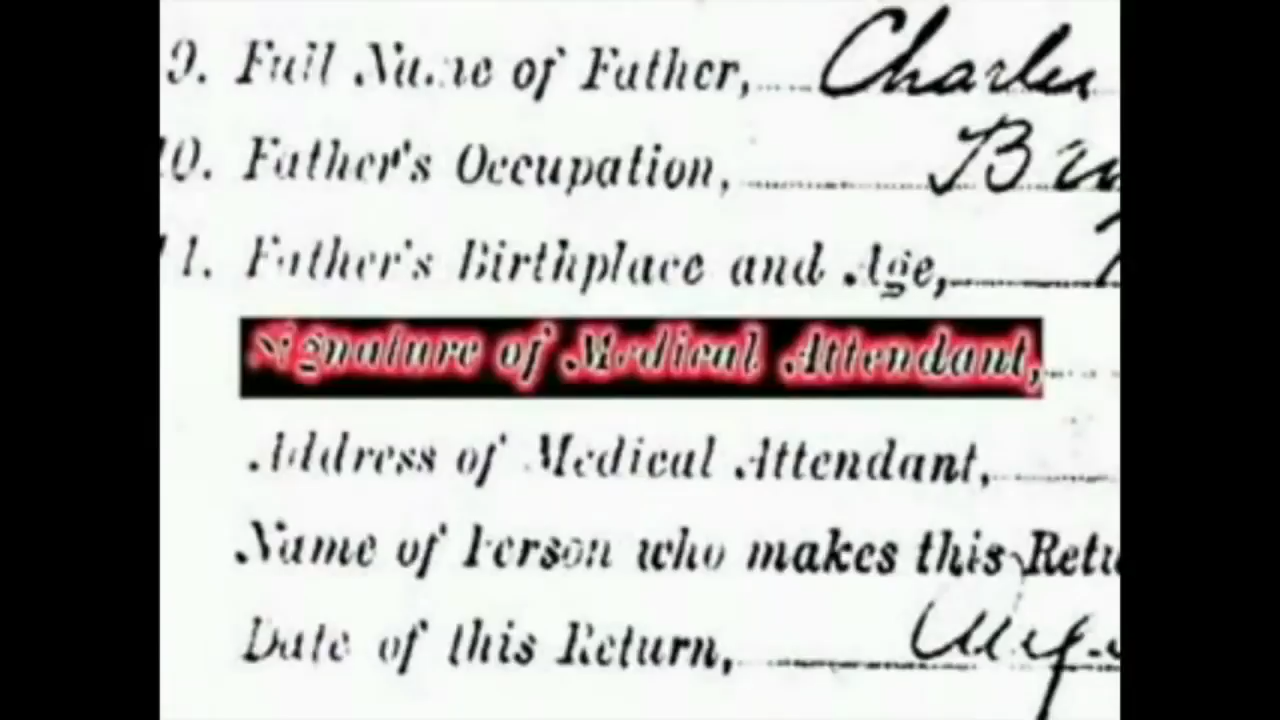 9. Full Name of Father, Charles
10. Father's Occupation,
11. Father's Birthplace and Age,
Signature of Medical Attendant,
Address of Medical Attendant,
Name of Person who makes this
Date of this Return,